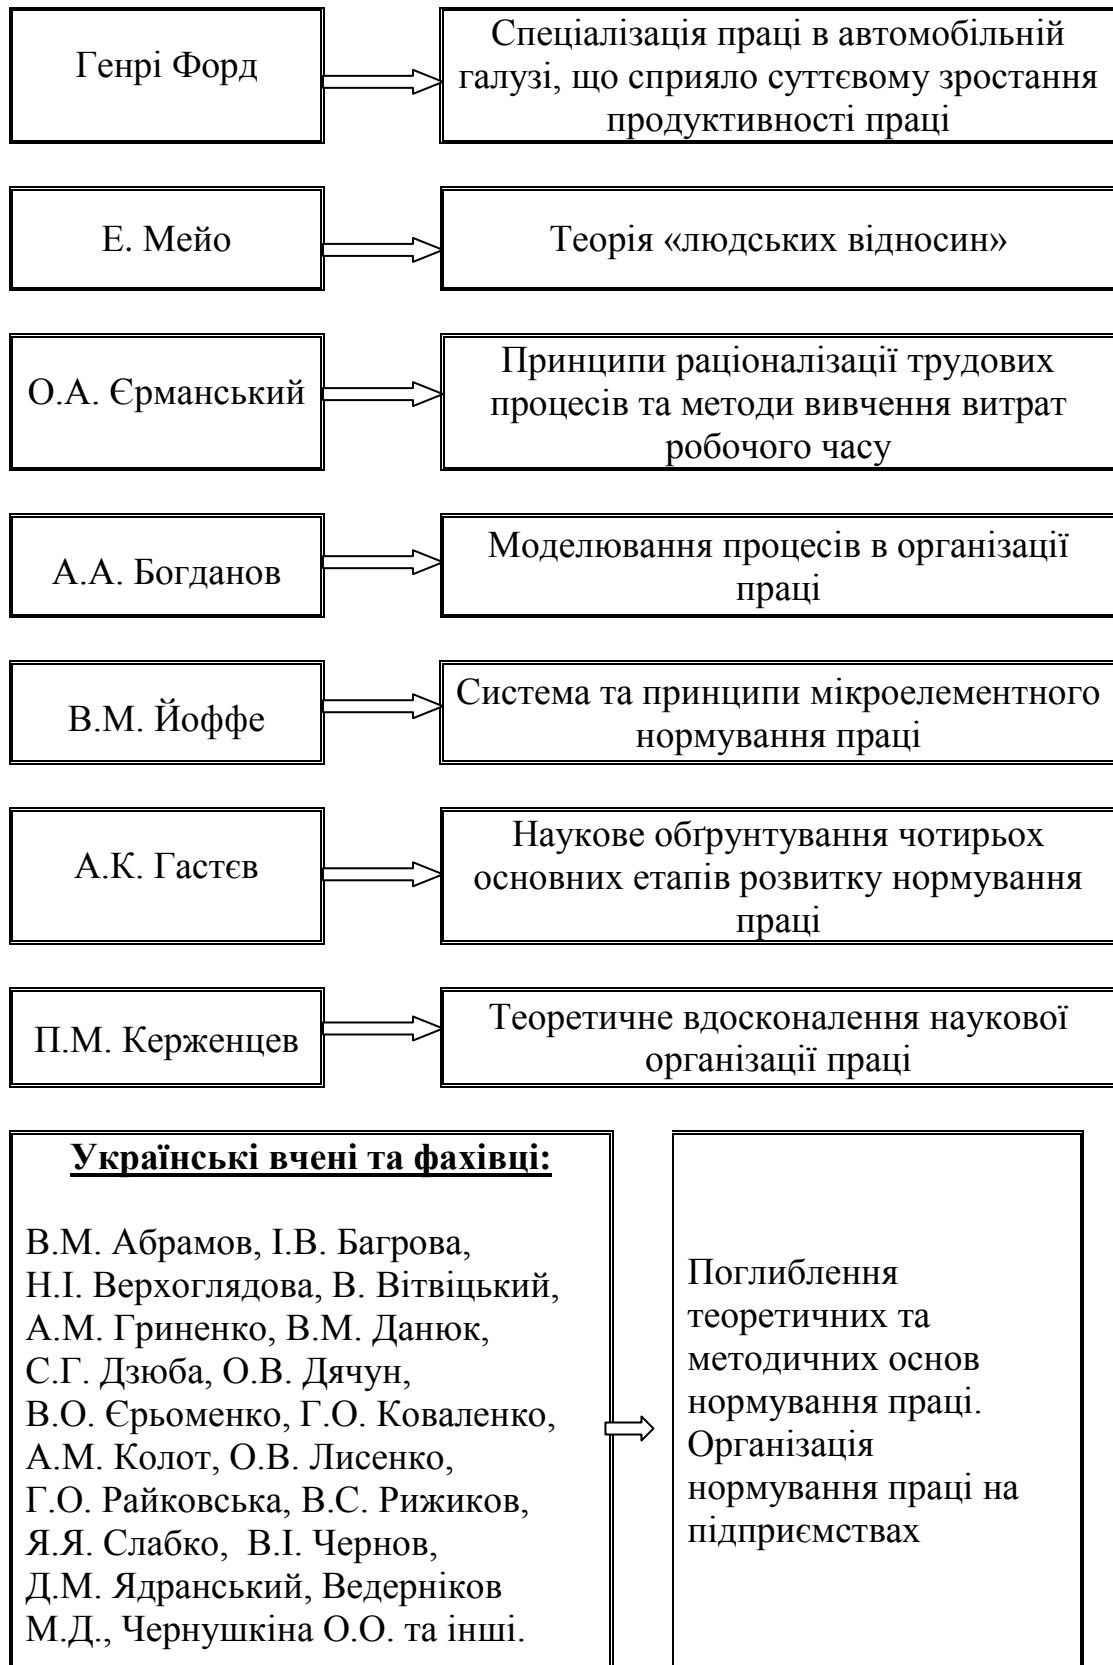 Генрі Форд
Спеціалізація праці в автомобільній
галузі, що сприяло суттєвому зростання
продуктивності праці
Е. Мейо
Теорія «людських відносин»
О.А. Єрманський
Принципи раціоналізації трудових
процесів та методи вивчення витрат
робочого часу
А.А. Богданов
Моделювання процесів в організації
праці
В.М. Йоффе
Система та принципи мікроелементного
нормування праці
А.К. Гастєв
Наукове обґрунтування чотирьох
основних етапів розвитку нормування
праці
П.М. Керженцев
Теоретичне вдосконалення наукової
організації праці
Українські вчені та фахівці:
В.М. Абрамов, І.В. Багрова,
Н.І. Верхоглядова, В. Вітвіцький,
А.М. Гриненко, В.М. Данюк,
С.Г. Дзюба, О.В. Дячун,
В.О. Єрьоменко, Г.О. Коваленко,
А.М. Колот, О.В. Лисенко,
Г.О. Райковська, В.С. Рижиков,
Я.Я. Слабко, В.І. Чернов,
Д.М. Ядранський, Ведерніков
М.Д., Чернушкіна О.О. та інші.
Поглиблення
теоретичних та
методичних основ
нормування праці.
Організація
нормування праці на
підприємствах